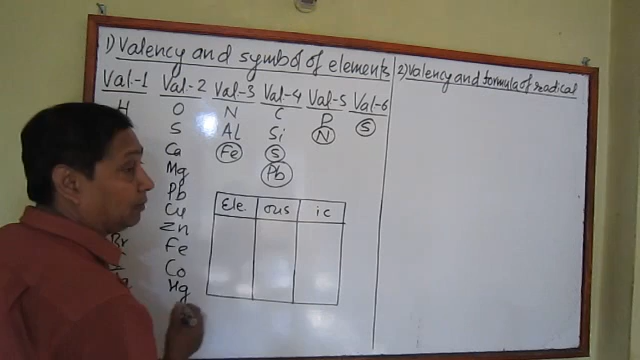 1) Valency and symbol of elements
Val-1 Val-2 Val-3 Val-4 Val-5 Val-6
H O N C P S
S Al Si N
Ca Fe S
Mg Pb
Pb
Cu
Zn
Br Fe
Co
Hg
Ele. ous ic
2) Valency and formula of radical